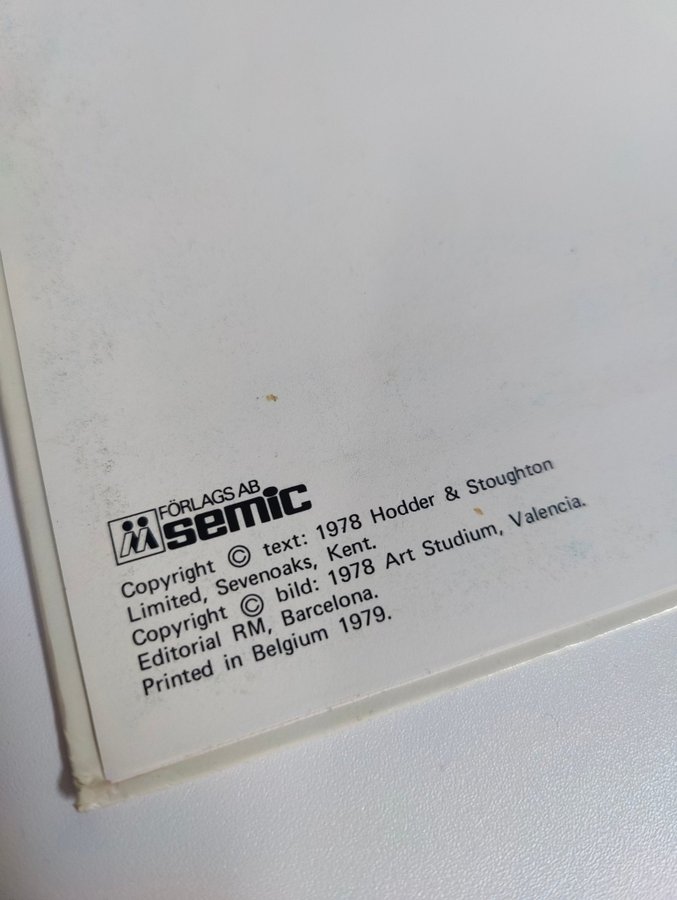 FÖRLAGS AB
semic
Copyright © text: 1978 Hodder & Stoughton
Limited, Sevenoaks, Kent.
Copyright © bild: 1978 Art Studium, Valencia.
Editorial RM, Barcelona.
Printed in Belgium 1979.